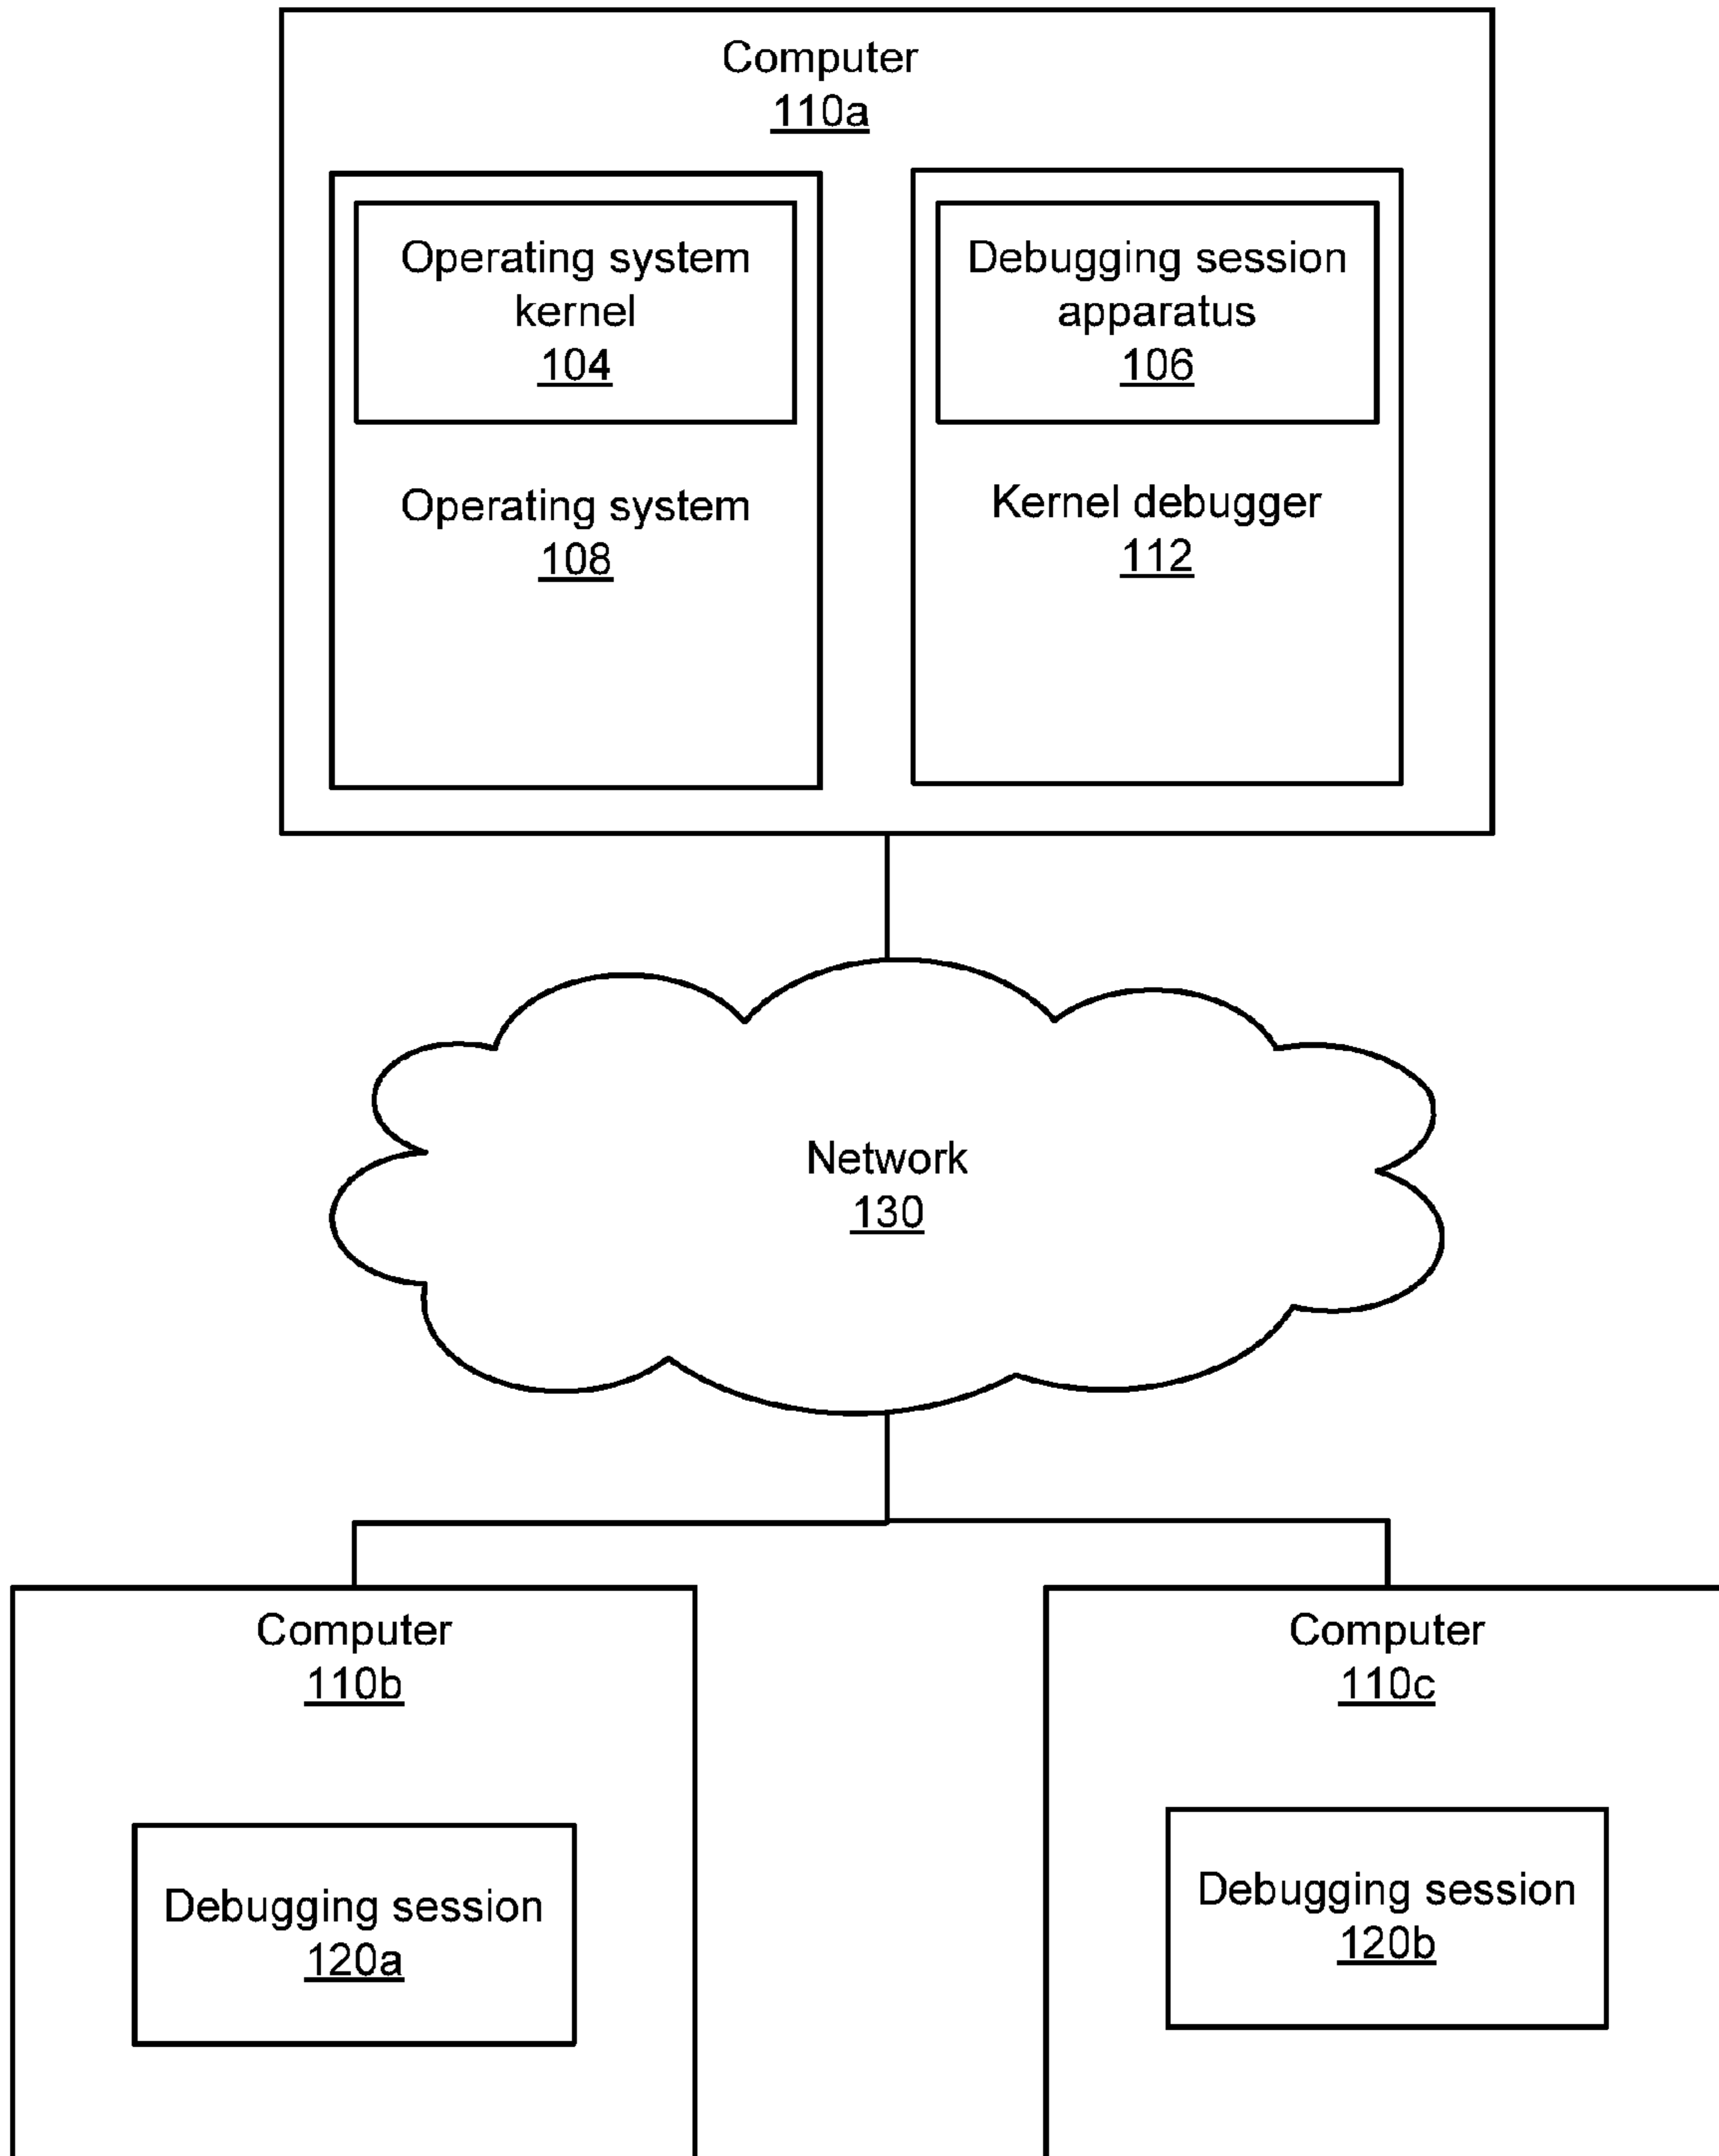 Computer
110a
Operating system
kernel
104
Operating system
108
Debugging session
apparatus
106
Kernel debugger
112
Network
130
Computer
110b
Debugging session
120a
Computer
110c
Debugging session
120b